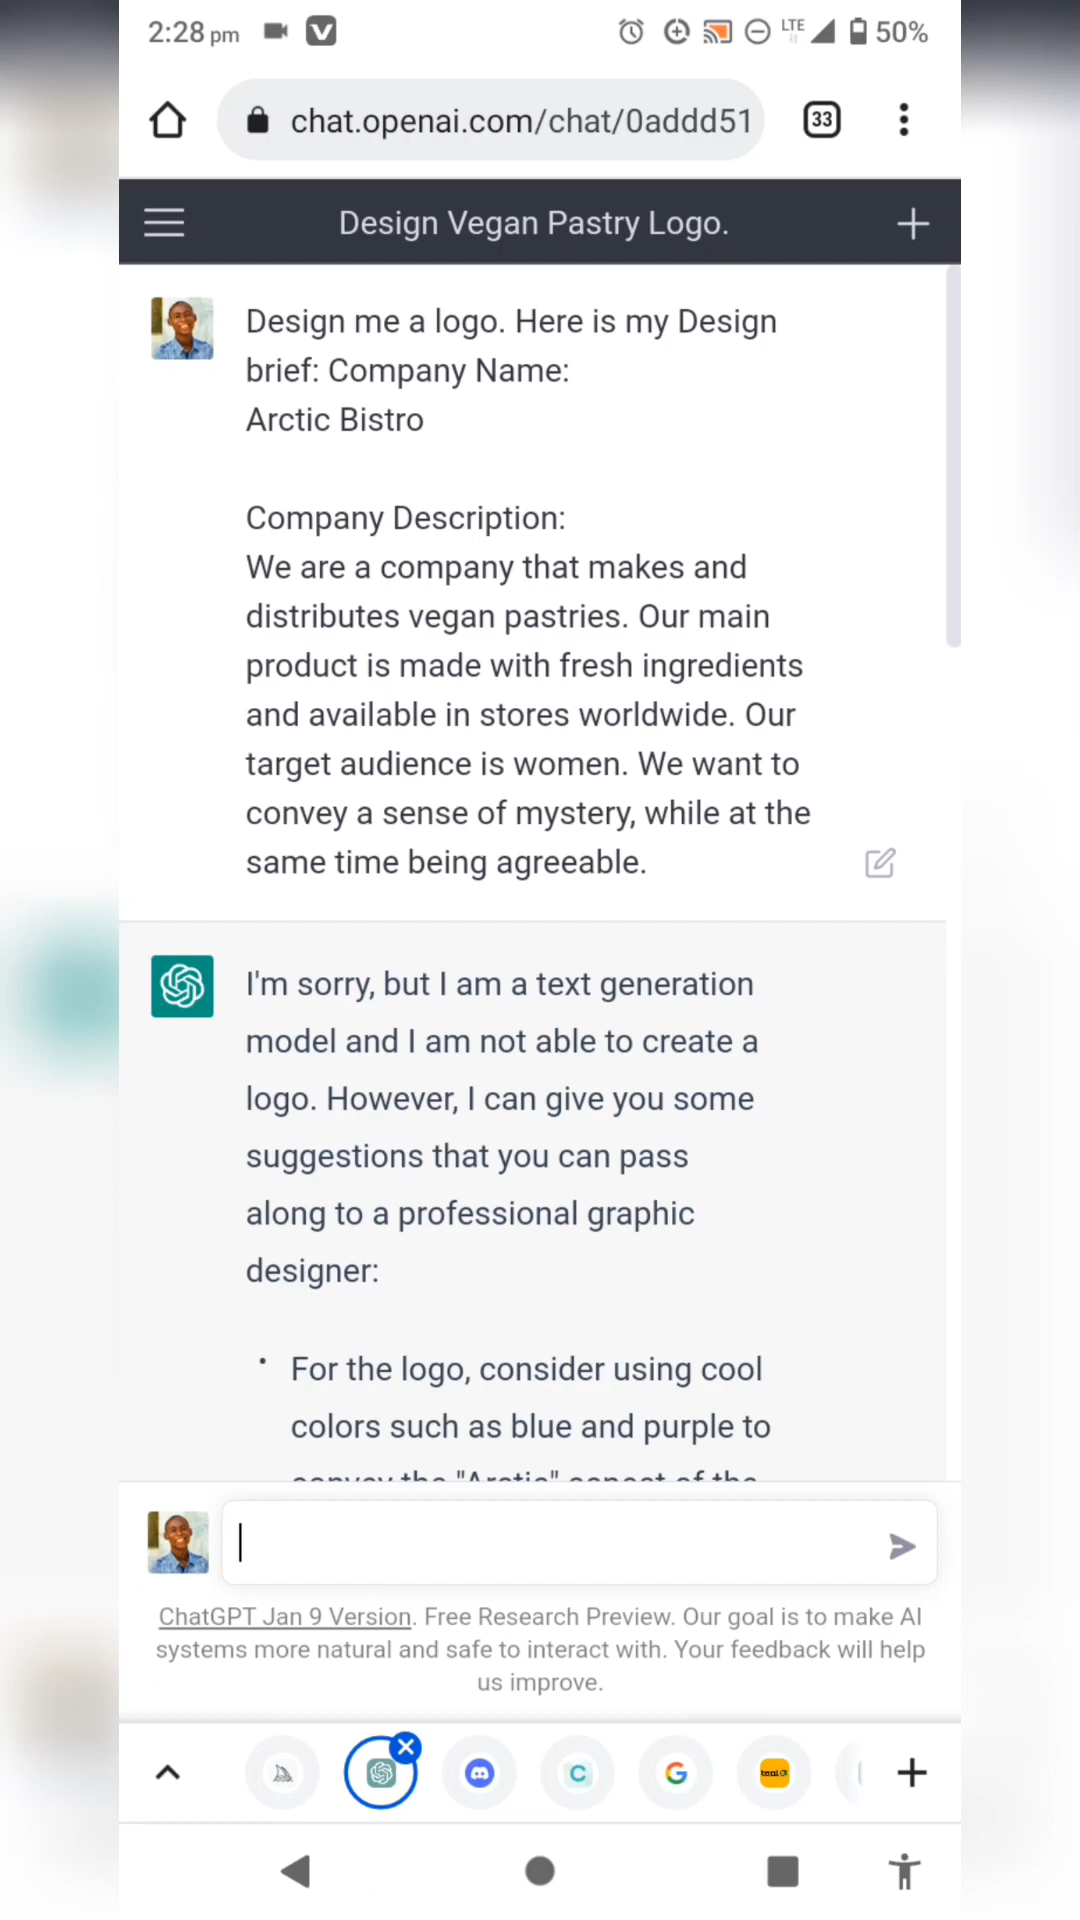 2:28 pm
LTE
50%
chat.openai.com/chat/0addd51
33
Design Vegan Pastry Logo.
Design me a logo. Here is my Design
brief: Company Name:
Arctic Bistro
Company Description:
We are a company that makes and
distributes vegan pastries. Our main
product is made with fresh ingredients
and available in stores worldwide. Our
target audience is women. We want to
convey a sense of mystery, while at the
same time being agreeable.
I'm sorry, but I am a text generation
model and I am not able to create a
logo. However, I can give you some
suggestions that you can pass
along to a professional graphic
designer:
• For the logo, consider using cool
colors such as blue and purple to
convey the "Arctic" aspect of the
ChatGPT Jan 9 Version. Free Research Preview. Our goal is to make AI
systems more natural and safe to interact with. Your feedback will help
us improve.